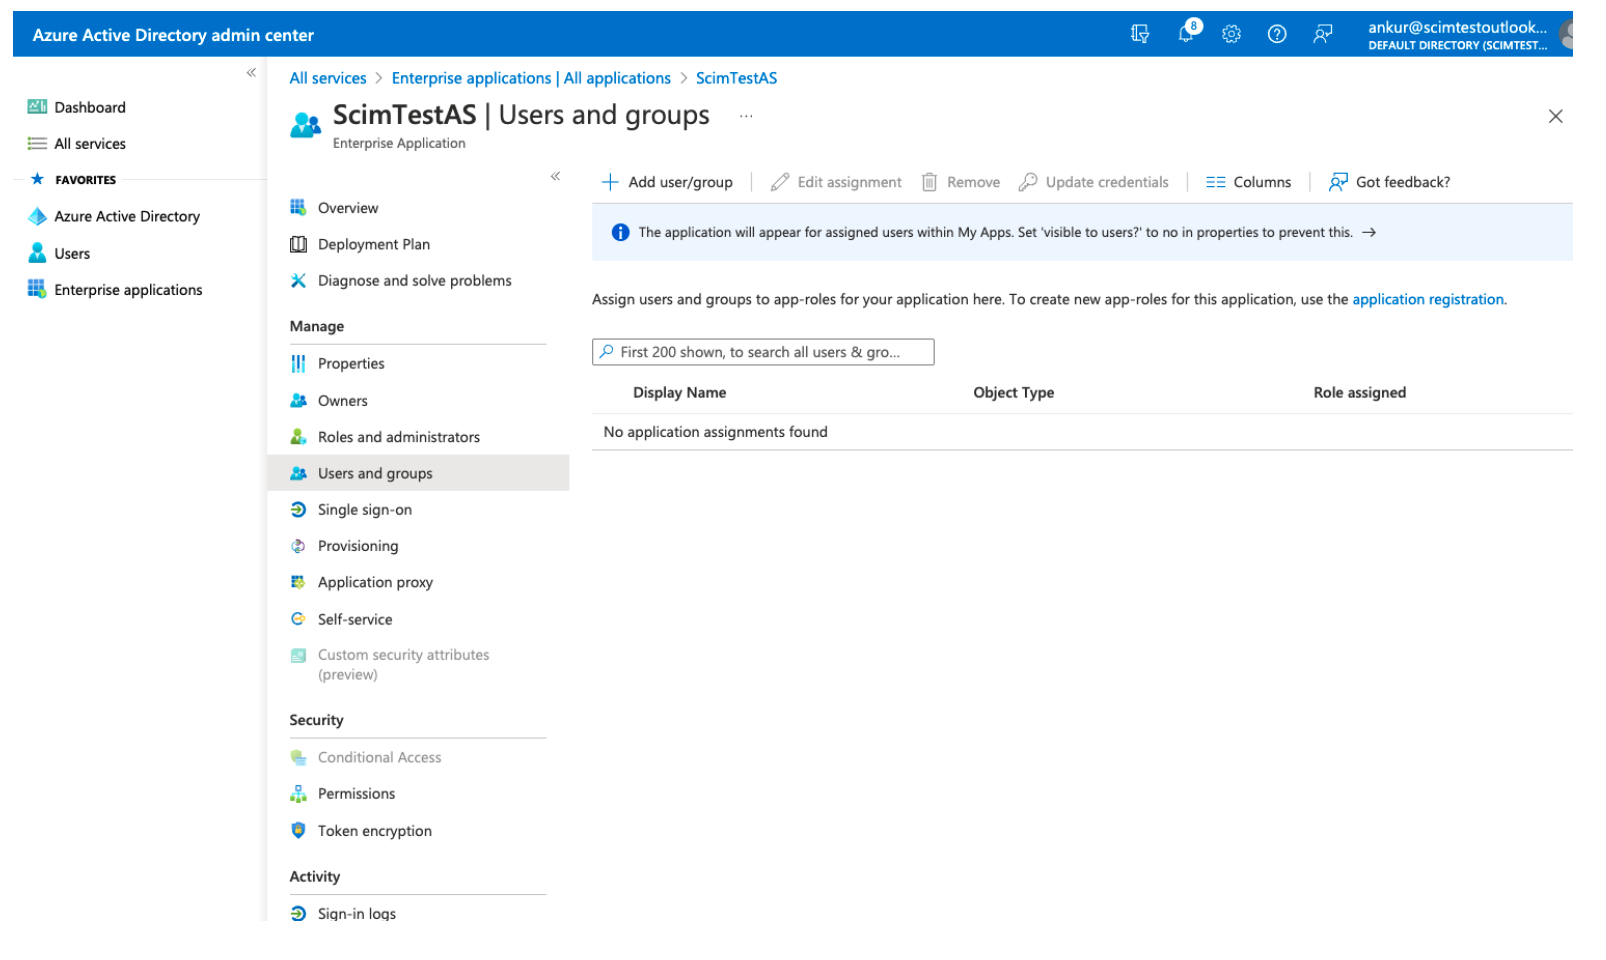 Azure Active Directory admin center
8
ankur@scimtestoutlook...
DEFAULT DIRECTORY (SCIMTEST...
Dashboard
All services
FAVORITES
Azure Active Directory
Users
Enterprise applications
All services > Enterprise applications | All applications > ScimTestAS
ScimTestAS | Users and groups ...
Enterprise Application
Overview
Deployment Plan
Diagnose and solve problems
Manage
Properties
Owners
Roles and administrators
Users and groups
Single sign-on
Provisioning
Application proxy
Self-service
Custom security attributes
(preview)
Security
Conditional Access
Permissions
Token encryption
Activity
Sign-in logs
Add user/group
Edit assignment
Remove
Update credentials
Columns
Got feedback?
The application will appear for assigned users within My Apps. Set 'visible to users?' to no in properties to prevent this. →
Assign users and groups to app-roles for your application here. To create new app-roles for this application, use the application registration.
First 200 shown, to search all users & gro...
Display Name Object Type Role assigned
No application assignments found